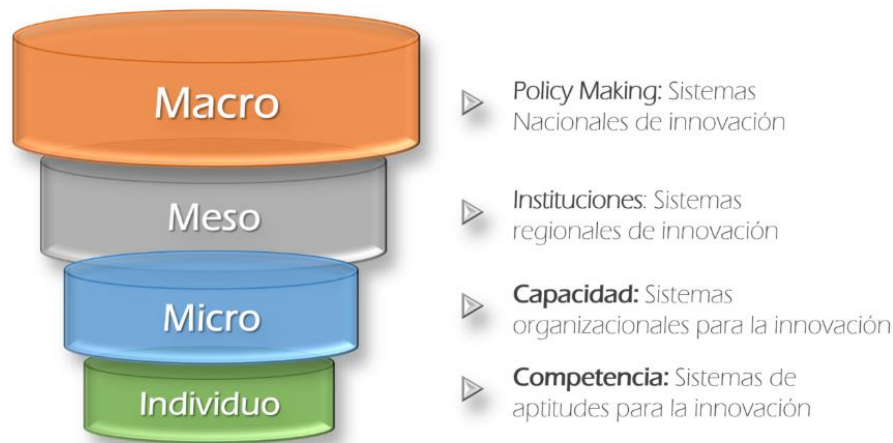 Macro
Policy Making: Sistemas
Nacionales de innovación
Meso
Instituciones: Sistemas
regionales de innovación
Micro
Capacidad: Sistemas
organizacionales para la innovación
Individuo
Competencia: Sistemas de
aptitudes para la innovación